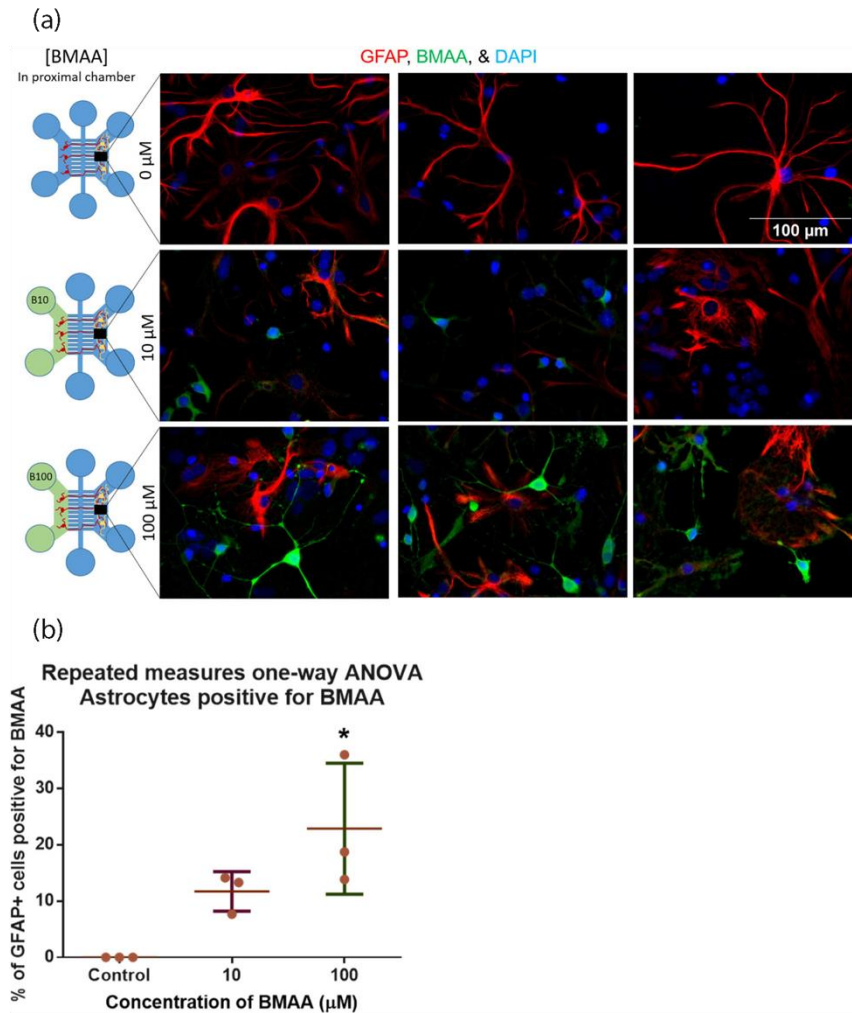 (a)
[BMAA]
In proximal chamber
GFAP, BMAA, & DAPI
0 µM
100 µm
B10
10 µM
B100
100 µM
(b)
Repeated measures one-way ANOVA
Astrocytes positive for BMAA
% of GFAP+ cells positive for BMAA
40
30
20
10
0
*
Control
10
100
Concentration of BMAA (µM)